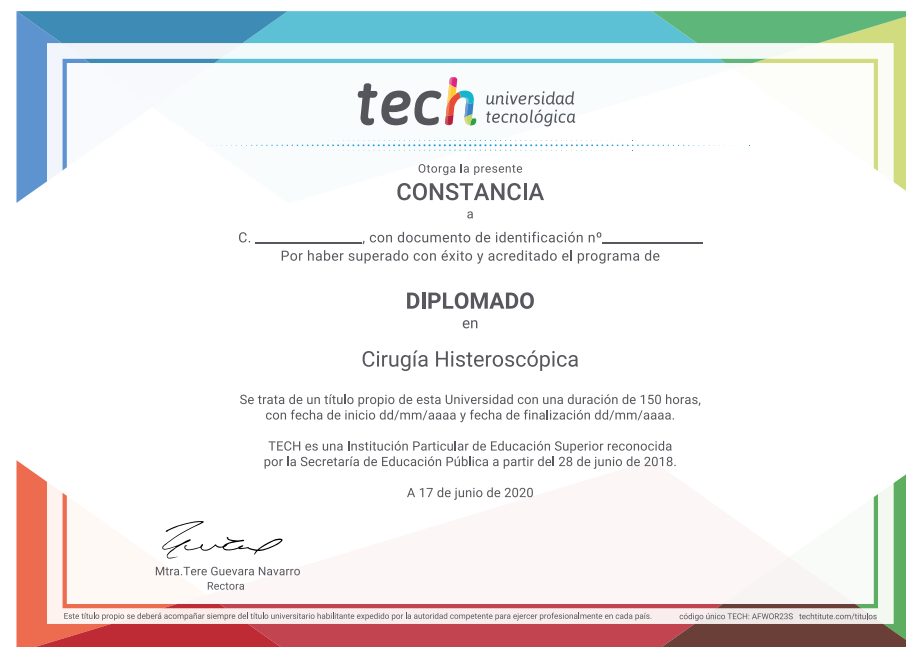 tech universidad
tecnológica
Otorga la presente
CONSTANCIA
a
C. ______________, con documento de identificación nº_____________
Por haber superado con éxito y acreditado el programa de
DIPLOMADO
en
Cirugía Histeroscópica
Se trata de un título propio de esta Universidad con una duración de 150 horas,
con fecha de inicio dd/mm/aaaa y fecha de finalización dd/mm/aaaa.
TECH es una Institución Particular de Educación Superior reconocida
por la Secretaría de Educación Pública a partir del 28 de junio de 2018.
A 17 de junio de 2020
Mtra.Tere Guevara Navarro
Rectora
Este título propio se deberá acompañar siempre del título universitario habilitante expedido por la autoridad competente para ejercer profesionalmente en cada país. código único TECH: AFWOR23S techtitute.com/titulos